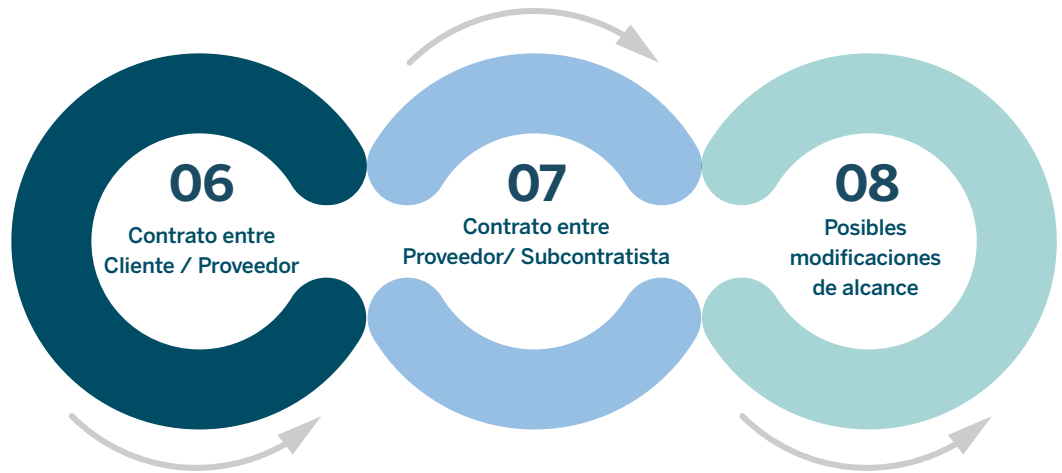 06
Contrato entre
Cliente / Proveedor
07
Contrato entre
Proveedor/ Subcontratista
08
Posibles
modificaciones
de alcance